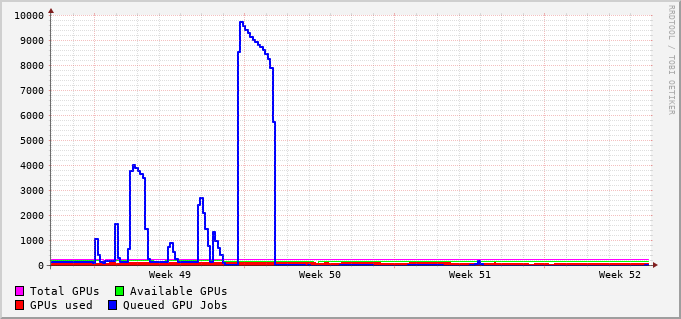 RRDTOOL / TOBI OETIKER
10000
9000
8000
7000
6000
5000
4000
3000
2000
1000
0
Week 49 Week 50 Week 51 Week 52
Total GPUs Available GPUs
GPUs used Queued GPU Jobs